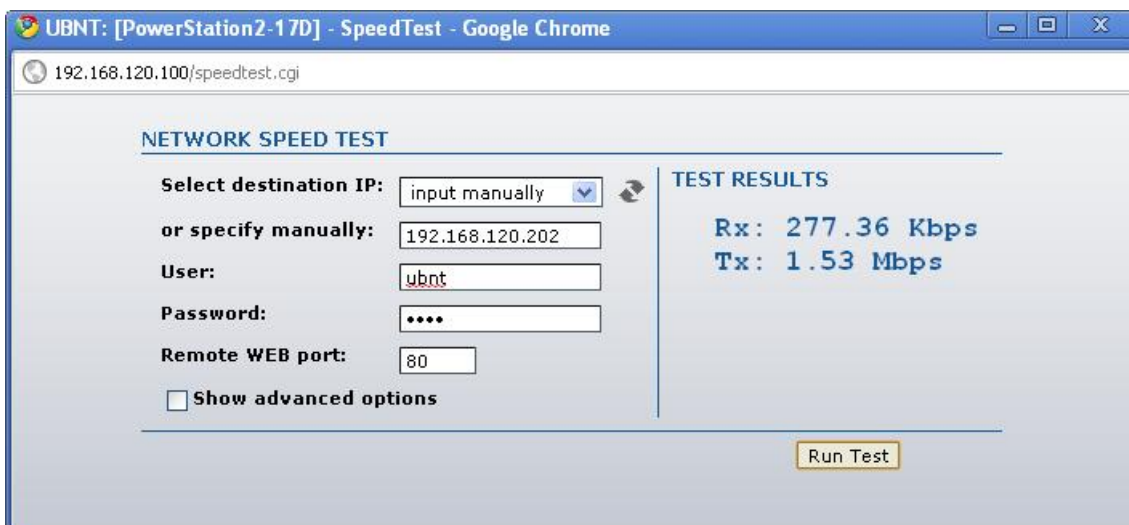 UBNT: [PowerStation2-17D] - SpeedTest - Google Chrome
192.168.120.100/speedtest.cgi
NETWORK SPEED TEST
Select destination IP: input manually
or specify manually: 192.168.120.202
User: ubnt
Password: ••••
Remote WEB port: 80
Show advanced options
TEST RESULTS
Rx: 277.36 Kbps
Tx: 1.53 Mbps
Run Test